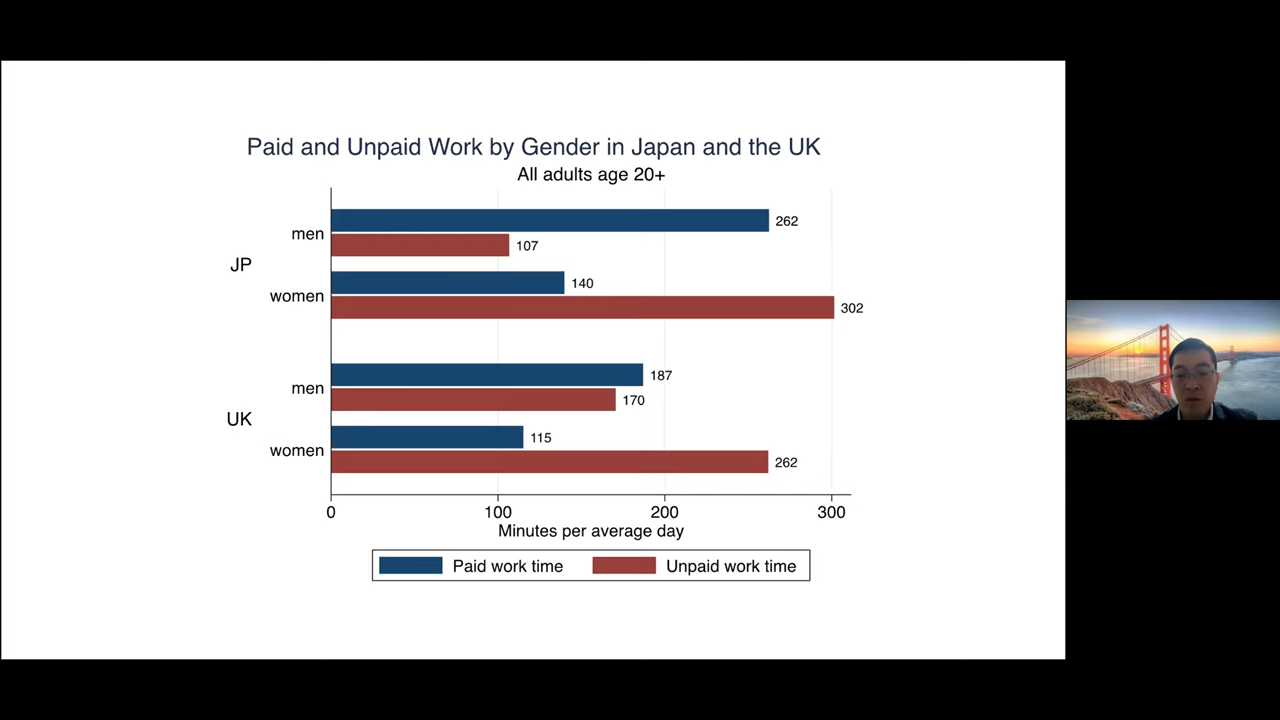 Paid and Unpaid Work by Gender in Japan and the UK
All adults age 20+
JP
men
262
107
women
140
302
UK
men
187
170
women
115
262
0 100 200 300
Minutes per average day
Paid work time Unpaid work time